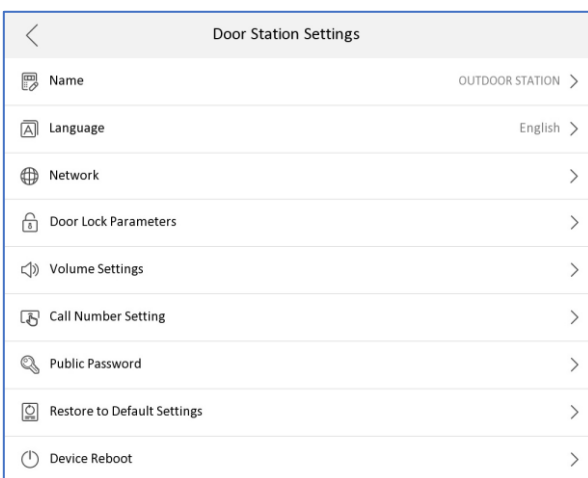 Door Station Settings
Name OUTDOOR STATION
Language English
Network
Door Lock Parameters
Volume Settings
Call Number Setting
Public Password
Restore to Default Settings
Device Reboot